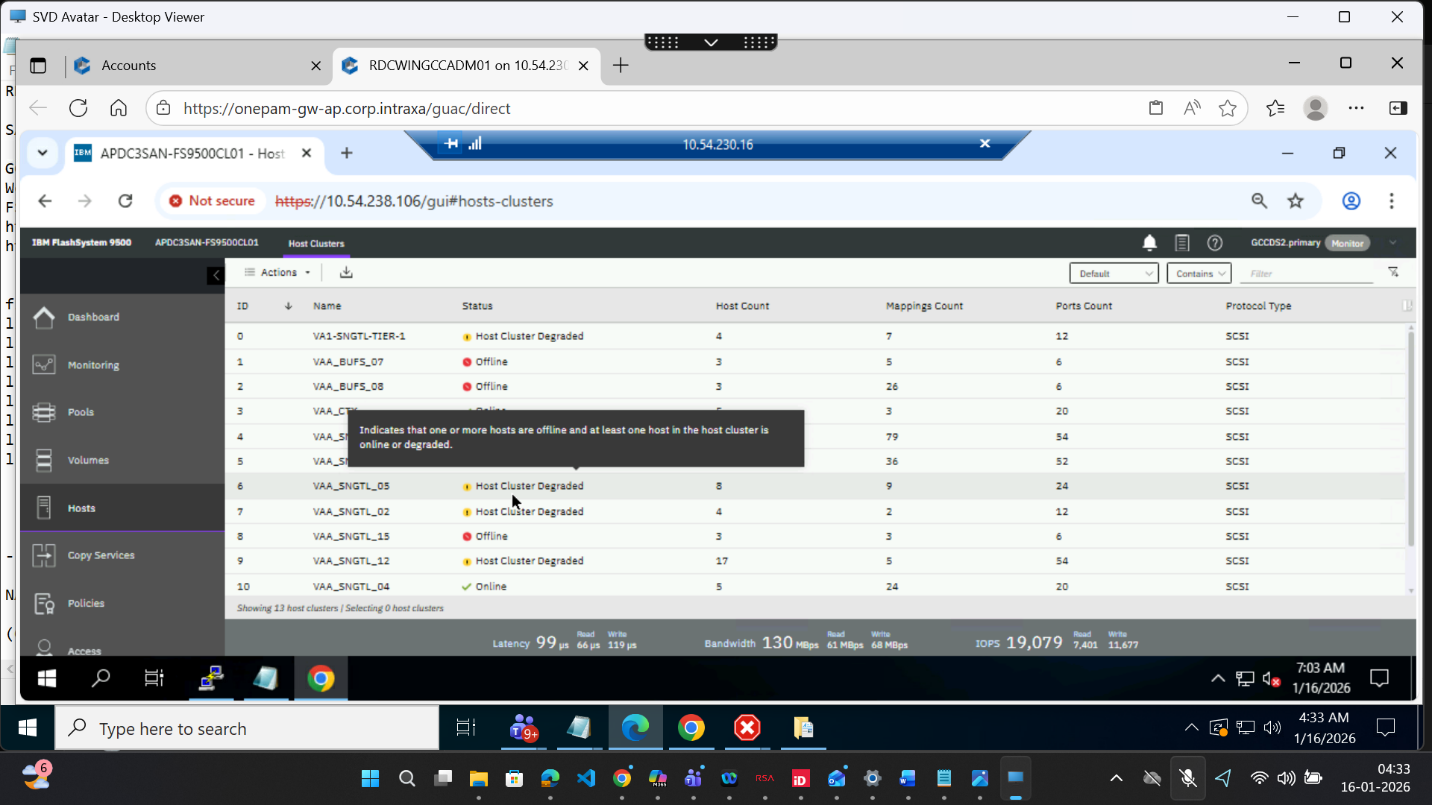 SVD Avatar - Desktop Viewer
Accounts
RDCWINGCCADM01 on 10.54.230
https://onepam-gw-ap.corp.intraxa/guac/direct
APDC3SAN-FS9500CL01 - Host
10.54.230.16
Not secure https://10.54.238.106/gui#hosts-clusters
IBM FlashSystem 9500 APDC3SAN-FS9500CL01 Host Clusters GCCDS2.primary Monitor
Actions Default Contains Filter
ID Name Status Host Count Mappings Count Ports Count Protocol Type
0 VA1-SNGTL-TIER-1 Host Cluster Degraded 4 7 12 SCSI
1 VAA_BUFS_07 Offline 3 5 6 SCSI
2 VAA_BUFS_08 Offline 3 26 6 SCSI
3 3 20 SCSI
4 79 54 SCSI
5 36 52 SCSI
Indicates that one or more hosts are offline and at least one host in the host cluster is
online or degraded.
6 VAA_SNGTL_05 Host Cluster Degraded 8 9 24 SCSI
7 VAA_SNGTL_02 Host Cluster Degraded 4 2 12 SCSI
8 VAA_SNGTL_15 Offline 3 3 6 SCSI
9 VAA_SNGTL_12 Host Cluster Degraded 17 5 54 SCSI
10 VAA_SNGTL_04 Online 5 24 20 SCSI
Showing 13 host clusters | Selecting 0 host clusters
Dashboard
Monitoring
Pools
Volumes
Hosts
Copy Services
Policies
Access
Latency 99 µs Read 66 µs Write 119 µs Bandwidth 130 MBps Read 61 MBps Write 68 MBps IOPS 19,079 Read 7,401 Write 11,677
7:03 AM
1/16/2026
Type here to search
9+
4:33 AM
1/16/2026
6
RSA
iD
04:33
16-01-2026